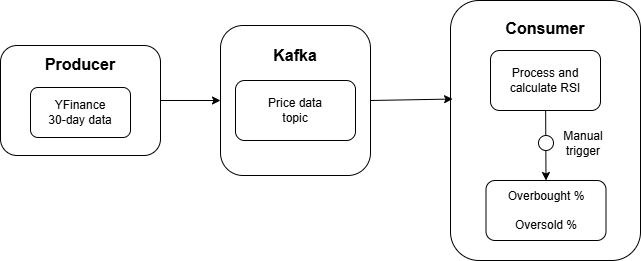 Producer
YFinance
30-day data
Kafka
Price data
topic
Consumer
Process and
calculate RSI
Manual
trigger
Overbought %
Oversold %